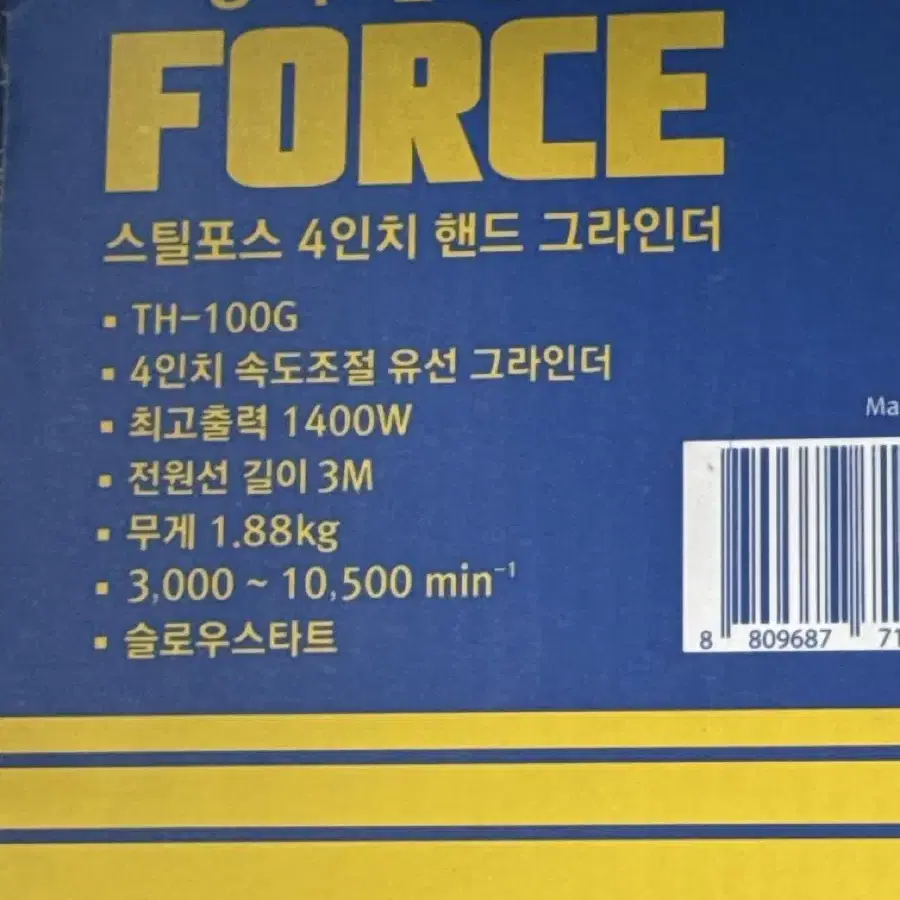 FORCE
스틸포스 4인치 핸드 그라인더
▪ TH-100G
▪ 4인치 속도조절 유선 그라인더
▪ 최고출력 1400W
▪ 전원선 길이 3M
▪ 무게 1.88kg
▪ 3,000 ~ 10,500 min⁻¹
▪ 슬로우스타트
Ma
8 809687 71